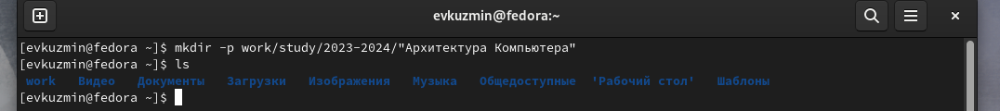 evkuzmin@fedora:~
[evkuzmin@fedora ~]$ mkdir -p work/study/2023-2024/"Архитектура Компьютера"
[evkuzmin@fedora ~]$ ls
work Видео Документы Загрузки Изображения Музыка Общедоступные 'Рабочий стол' Шаблоны
[evkuzmin@fedora ~]$